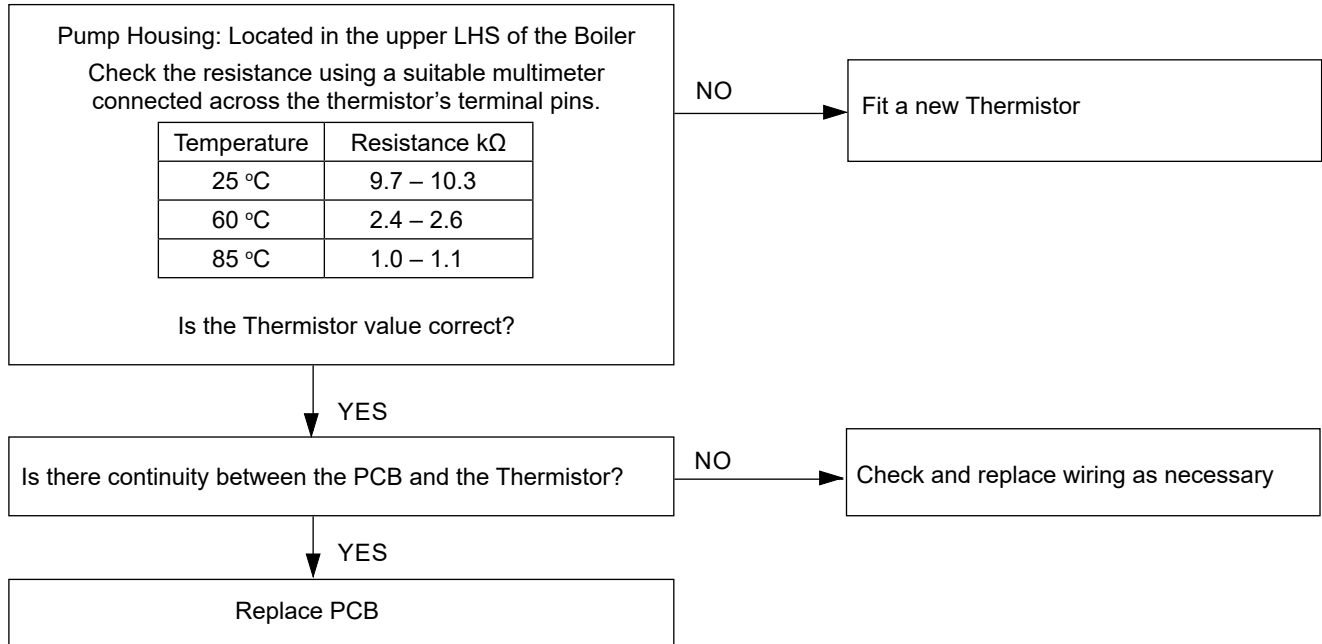 Pump Housing: Located in the upper LHS of the Boiler
Check the resistance using a suitable multimeter
connected across the thermistor’s terminal pins.
Temperature Resistance kΩ
25 °C 9.7 – 10.3
60 °C 2.4 – 2.6
85 °C 1.0 – 1.1
Is the Thermistor value correct?
NO
Fit a new Thermistor
YES
Is there continuity between the PCB and the Thermistor?
NO
Check and replace wiring as necessary
YES
Replace PCB